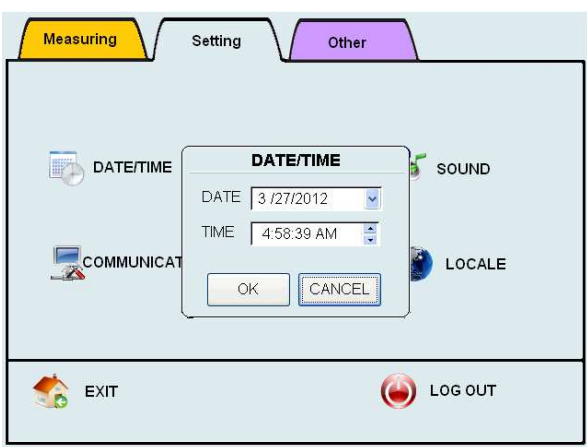 Measuring
Setting
Other
DATE/TIME
SOUND
DATE/TIME
DATE 3 /27/2012
TIME 4:58:39 AM
OK
CANCEL
COMMUNICAT
LOCALE
EXIT
LOG OUT